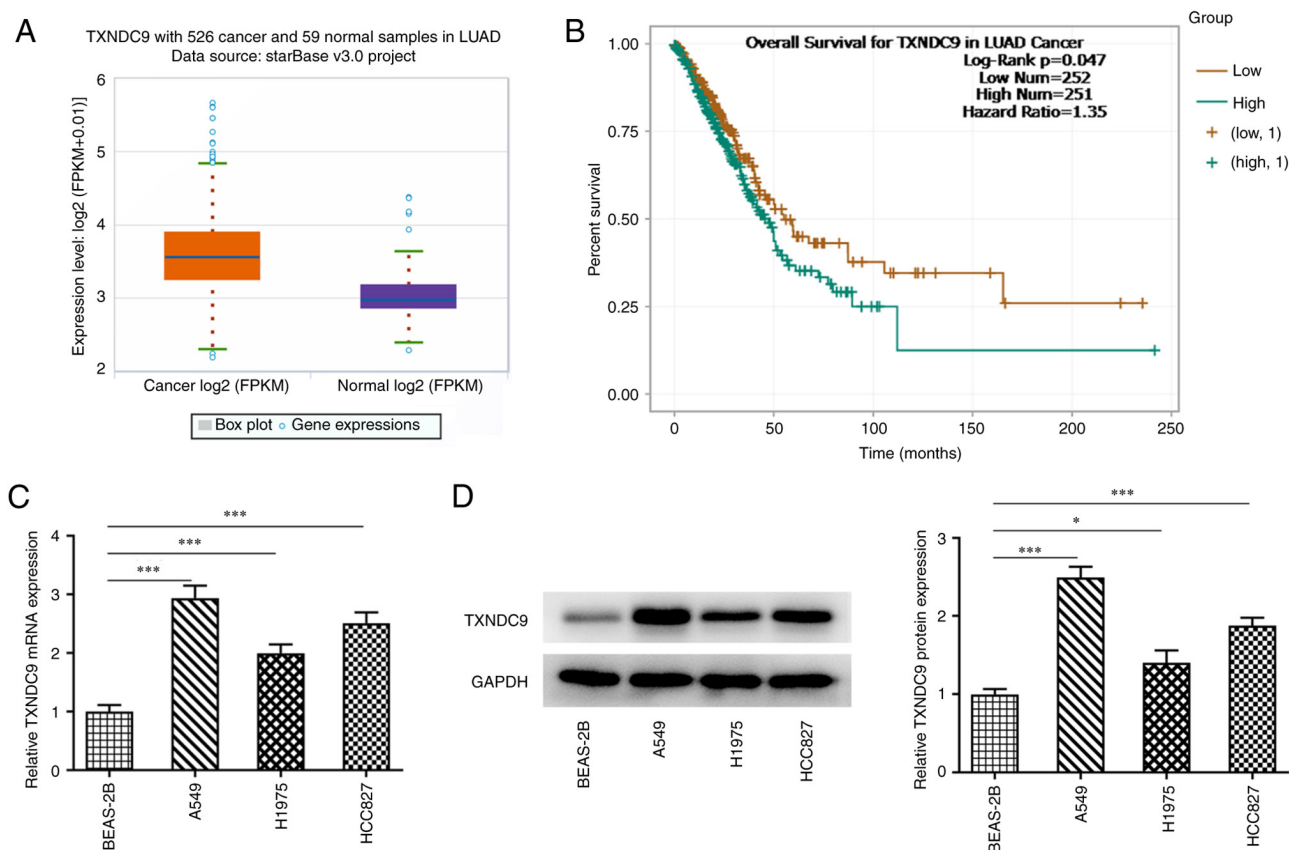 A
TXNDC9 with 526 cancer and 59 normal samples in LUAD
Data source: starBase v3.0 project
Expression level: log2 (FPKM+0.01)]
6
5
4
3
2
Cancer log2 (FPKM)
Normal log2 (FPKM)
Box plot
Gene expressions
B
Overall Survival for TXNDC9 in LUAD Cancer
Log-Rank p=0.047
Low Num=252
High Num=251
Hazard Ratio=1.35
Percent survival
1.00
0.75
0.50
0.25
0.00
0
50
100
150
200
250
Time (months)
Group
Low
High
(low, 1)
(high, 1)
C
Relative TXNDC9 mRNA expression
4
3
2
1
0
***
***
***
BEAS-2B
A549
H1975
HCC827
D
TXNDC9
GAPDH
BEAS-2B
A549
H1975
HCC827
Relative TXNDC9 protein expression
3
2
1
0
***
*
***
BEAS-2B
A549
H1975
HCC827